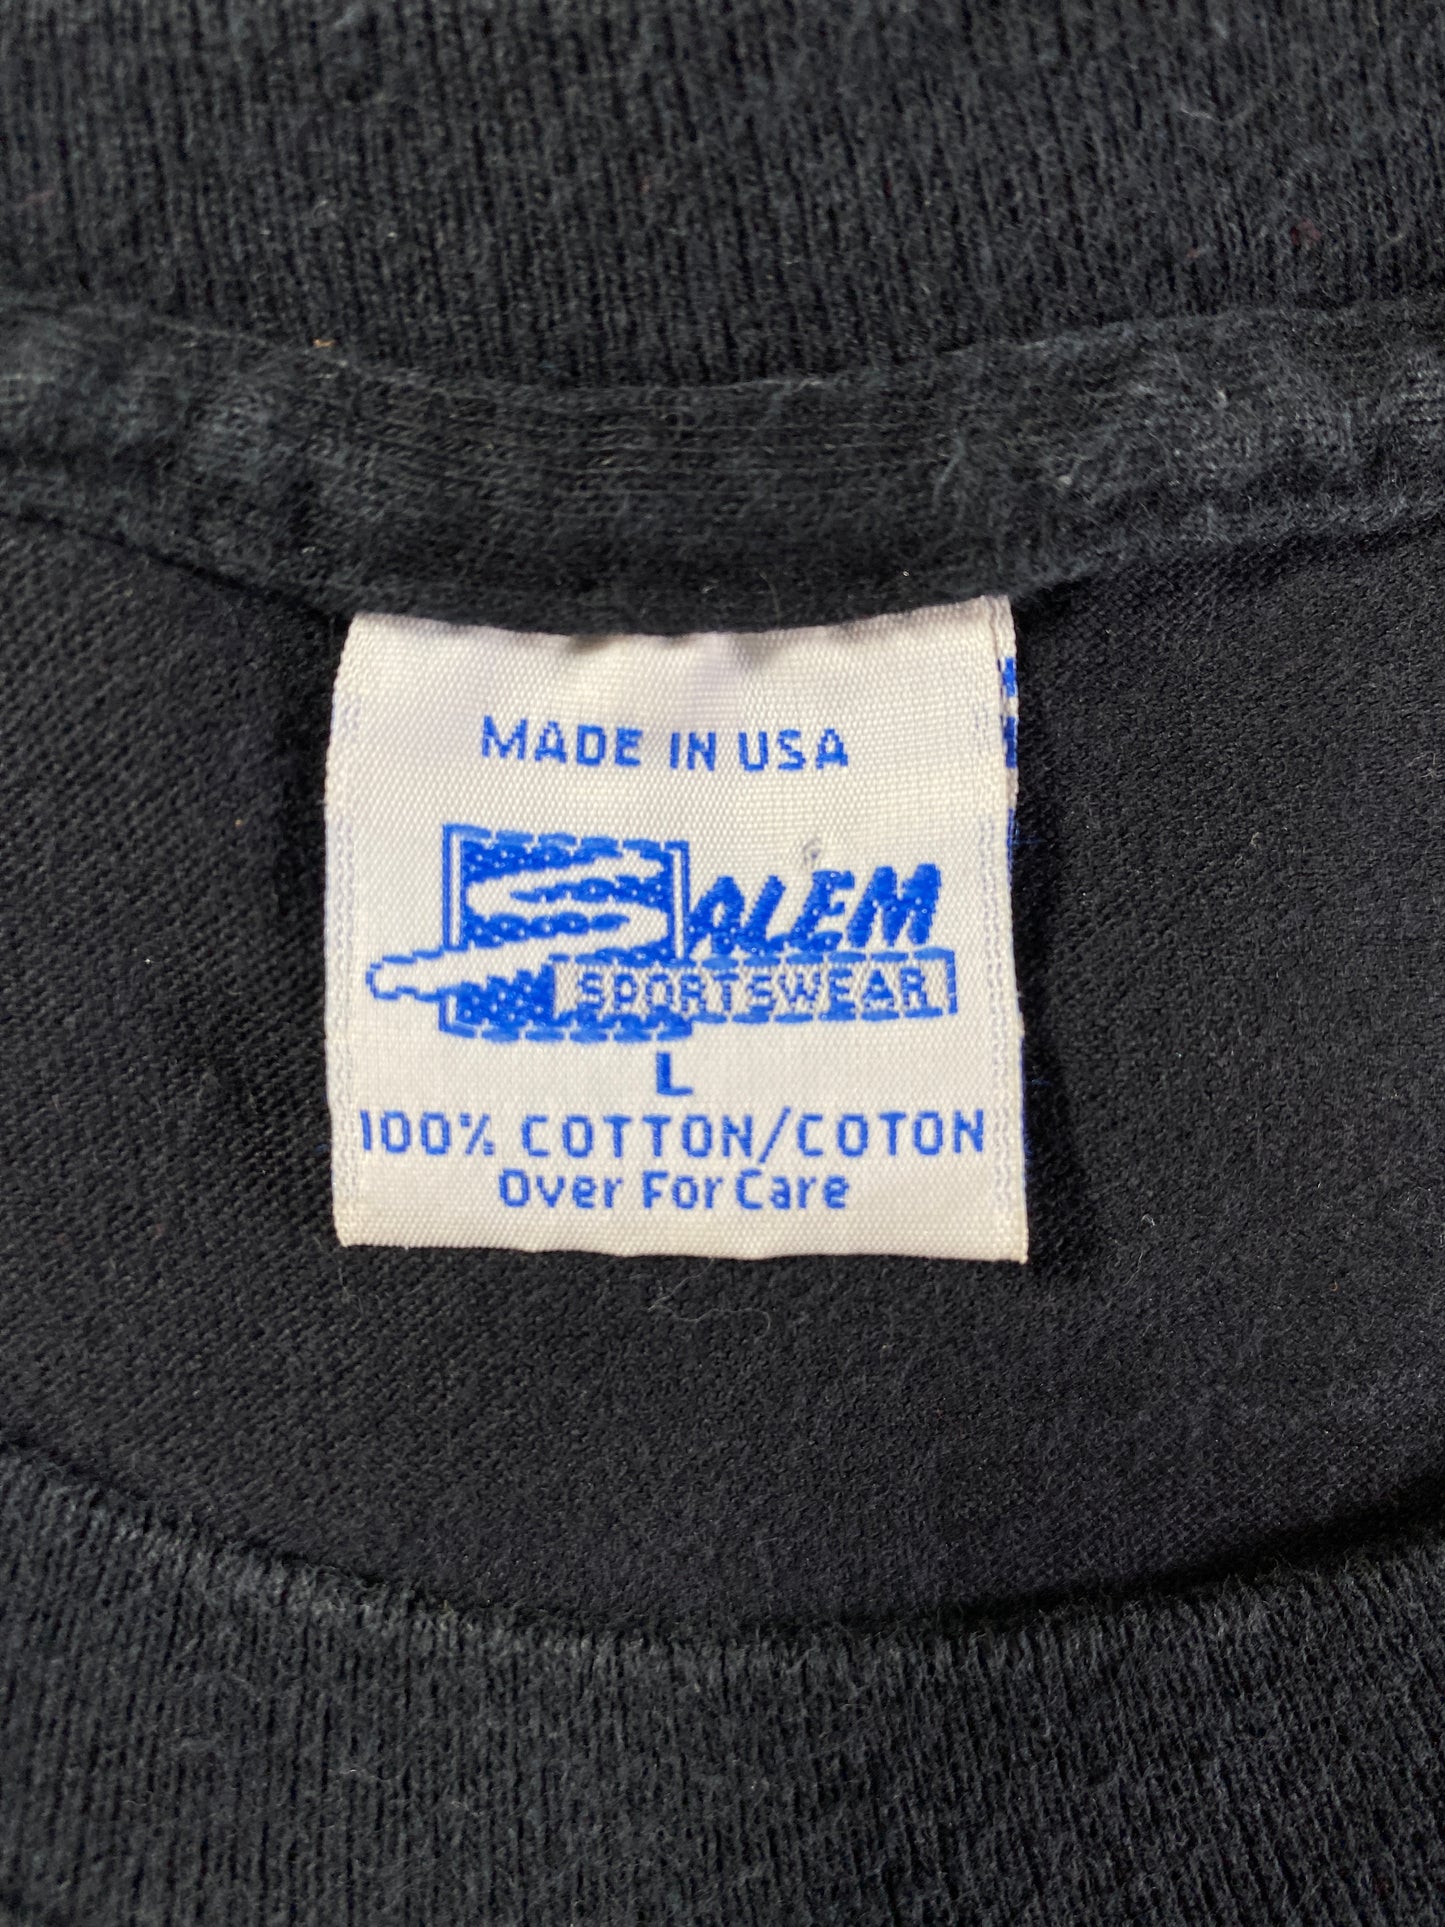 MADE IN USA
SALEM
SPORTSWEAR
L
100% COTTON/COTON
Over For Care